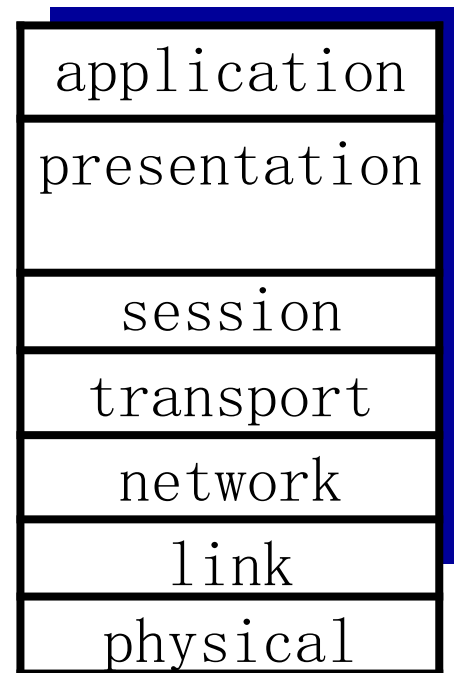 application
presentation
session
transport
network
link
physical